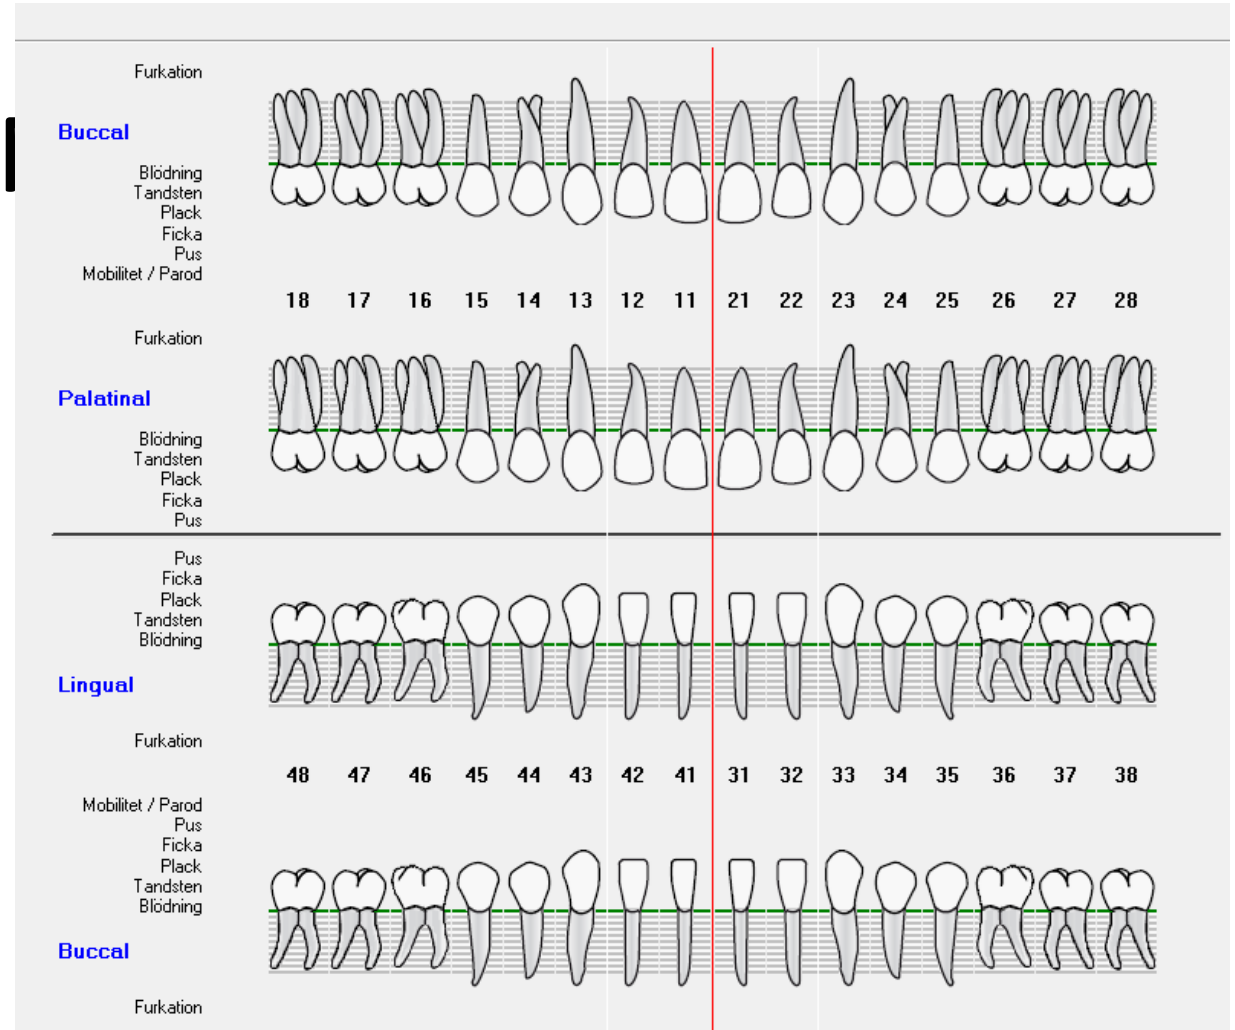 Furkation
Buccal
Blödning
Tandsten
Plack
Ficka
Pus
Mobilitet / Parod
18 17 16 15 14 13 12 11 21 22 23 24 25 26 27 28
Furkation
Palatinal
Blödning
Tandsten
Plack
Ficka
Pus
Pus
Ficka
Plack
Tandsten
Blödning
Lingual
Furkation
48 47 46 45 44 43 42 41 31 32 33 34 35 36 37 38
Mobilitet / Parod
Pus
Ficka
Plack
Tandsten
Blödning
Buccal
Furkation